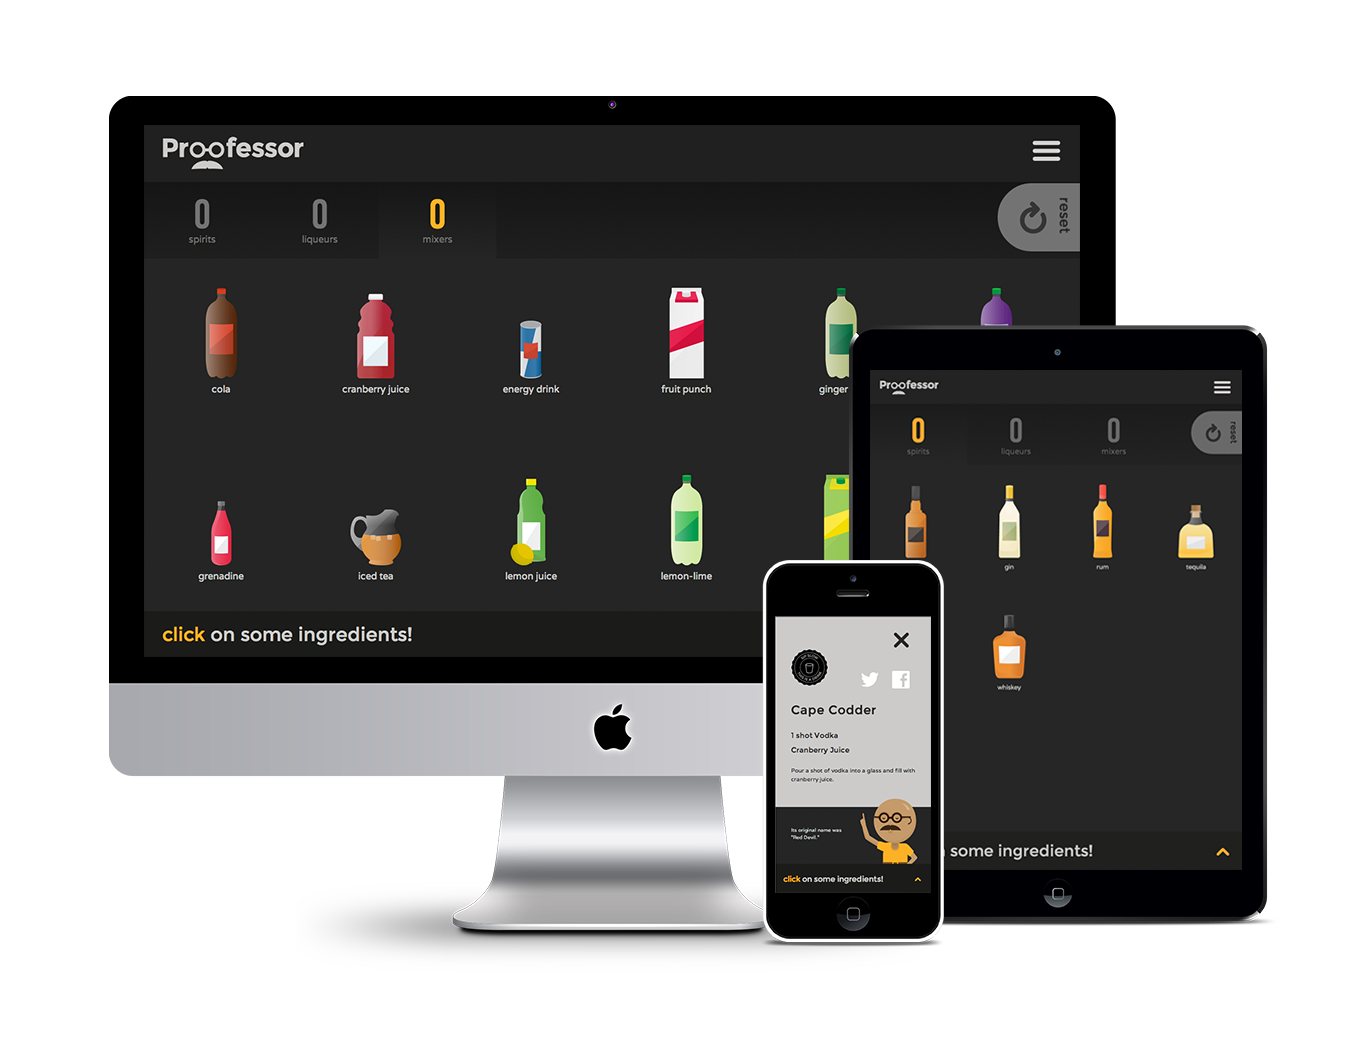 Proofessor
0
spirits
0
liqueurs
0
mixers
reset
cola
cranberry juice
energy drink
fruit punch
ginger
grenadine
iced tea
lemon juice
lemon-lime
click on some ingredients!
Proofessor
0
spirits
0
liqueurs
0
mixers
reset
gin
rum
tequila
whiskey
some ingredients!
Cape Codder
1 shot Vodka
Cranberry Juice
Pour a shot of vodka into a glass and fill with
cranberry juice.
Its original name was
"Red Devil."
click on some ingredients!